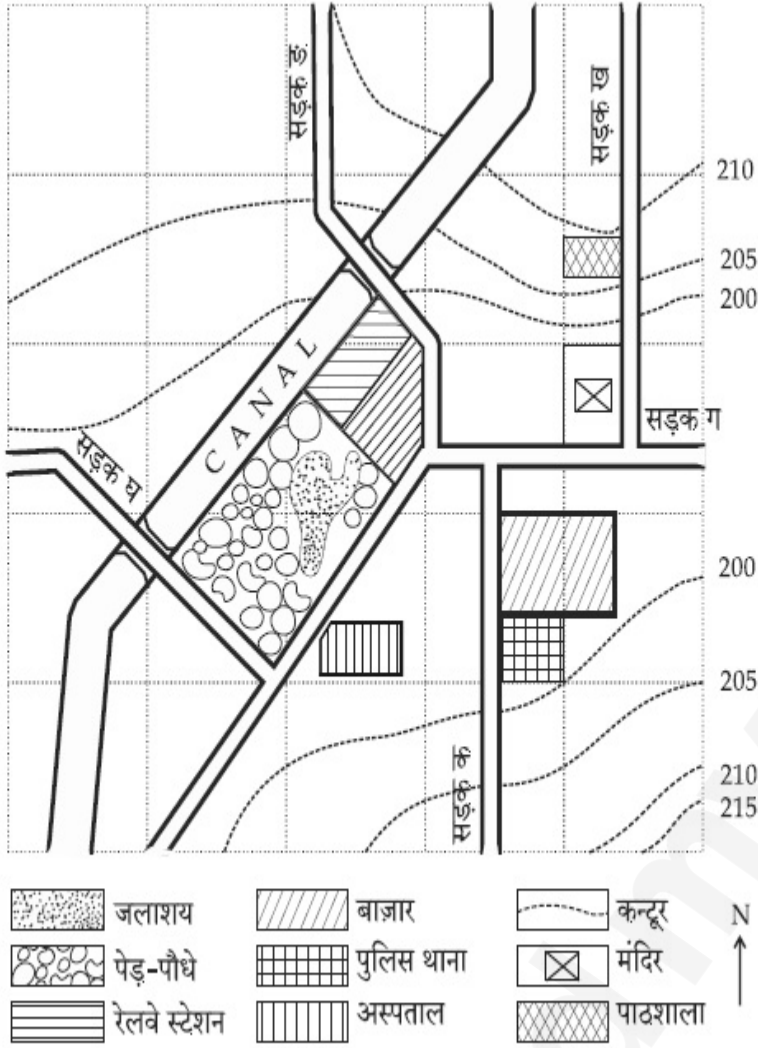 सड़क ङ
सड़क ख
210
205
200
CANAL
सड़क ग
सड़क घ
200
205
210
215
सड़क क
जलाशय
बाज़ार
कन्टूर
N
पेड़-पौधे
पुलिस थाना
मंदिर
रेलवे स्टेशन
अस्पताल
पाठशाला